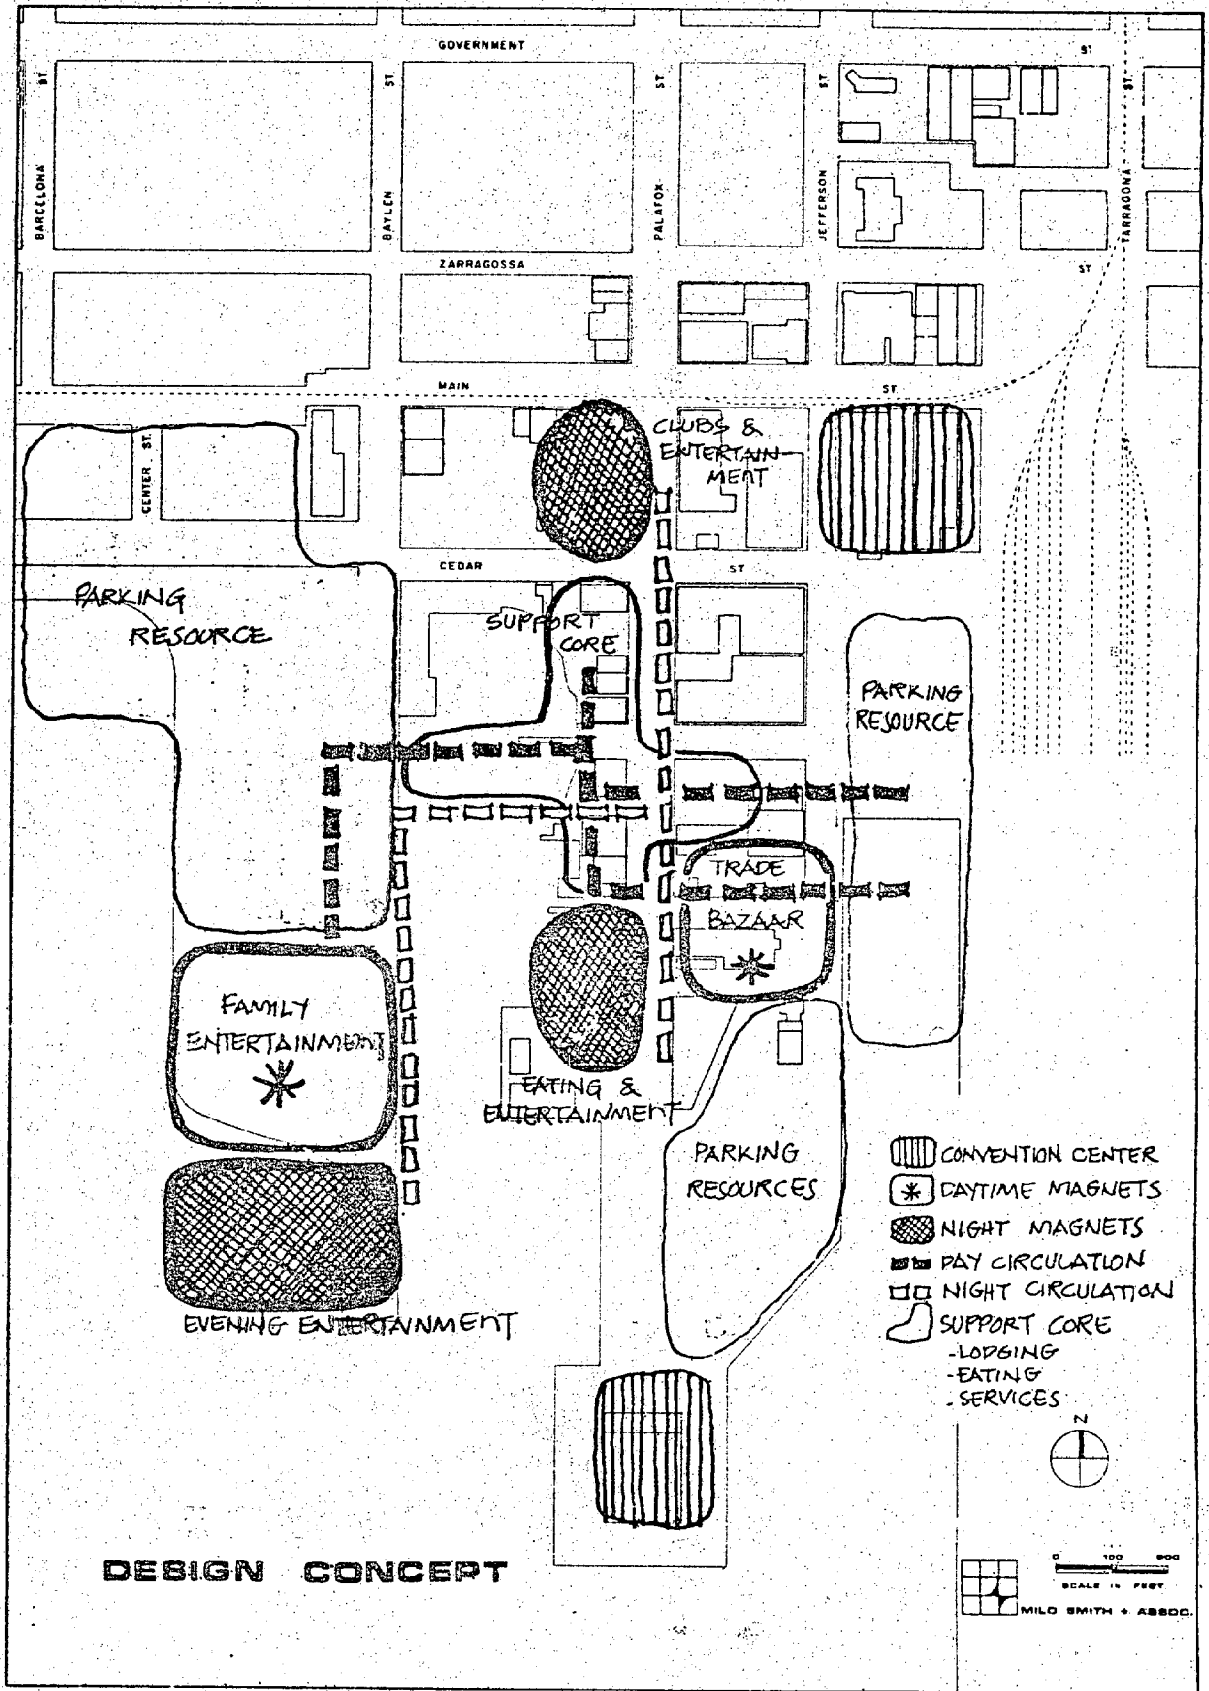 GOVERNMENT
ST
BARCELONA
ST
BAYLEN
ST
PALAFOX
ST
JEFFERSON
ST
TARRAGONA
ST.
ZARRAGOSSA
ST
MAIN
ST
CENTER ST.
CLUBS &
ENTERTAIN-
MENT
CEDAR
ST
PARKING
RESOURCE
SUPPORT
CORE
PARKING
RESOURCE
TRADE
BAZAAR
FAMILY
ENTERTAINMENT
EATING &
ENTERTAINMENT
PARKING
RESOURCES
EVENING ENTERTAINMENT
CONVENTION CENTER
DAYTIME MAGNETS
NIGHT MAGNETS
DAY CIRCULATION
NIGHT CIRCULATION
SUPPORT CORE
-LODGING
-EATING
-SERVICES
N
DESIGN CONCEPT
0 100
SCALE IN FEET
MILO SMITH + ASSOC.